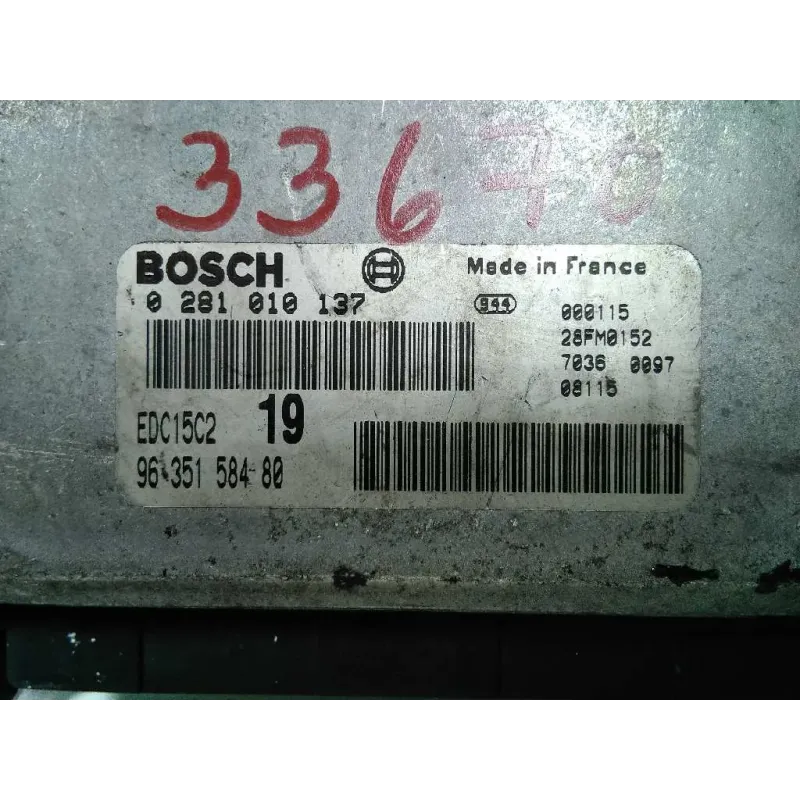 33670
BOSCH
Made in France
0 281 010 137
944
000115
28FM0152
7036 0097
08115
EDC15C2 19
96 351 584 80